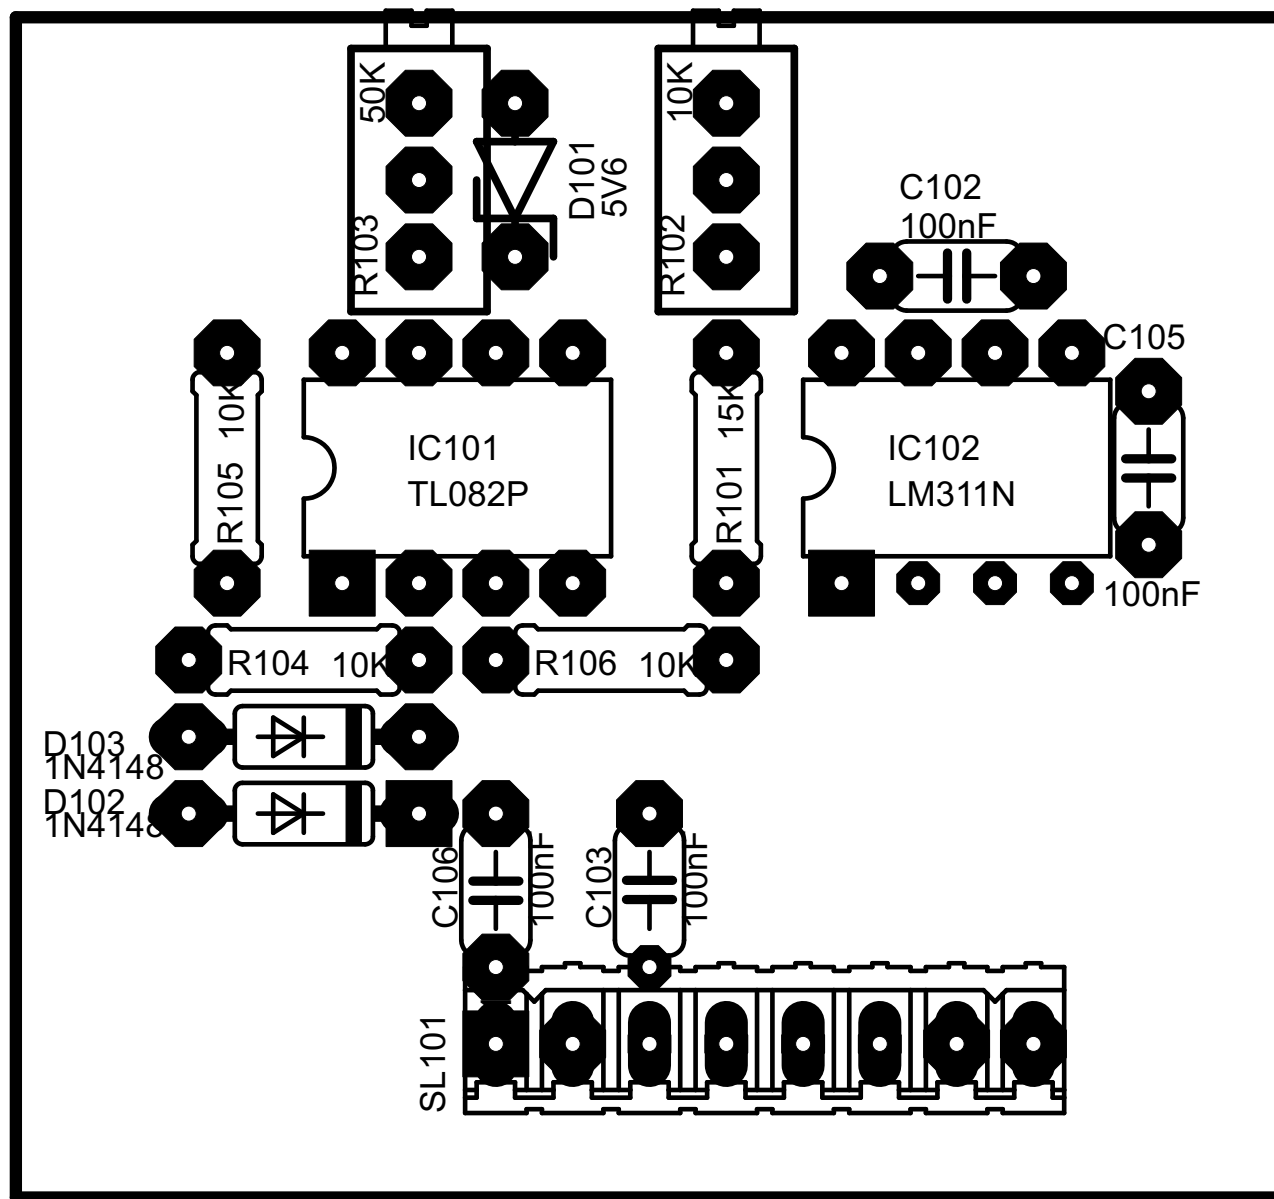 50K
R103
D101
5V6
10K
R102
C102
100nF
C105
100nF
10K
R105
IC101
TL082P
15K
R101
IC102
LM311N
R104 10K
R106 10K
D103
1N4148
D102
1N4148
C106
100nF
C103
100nF
SL101